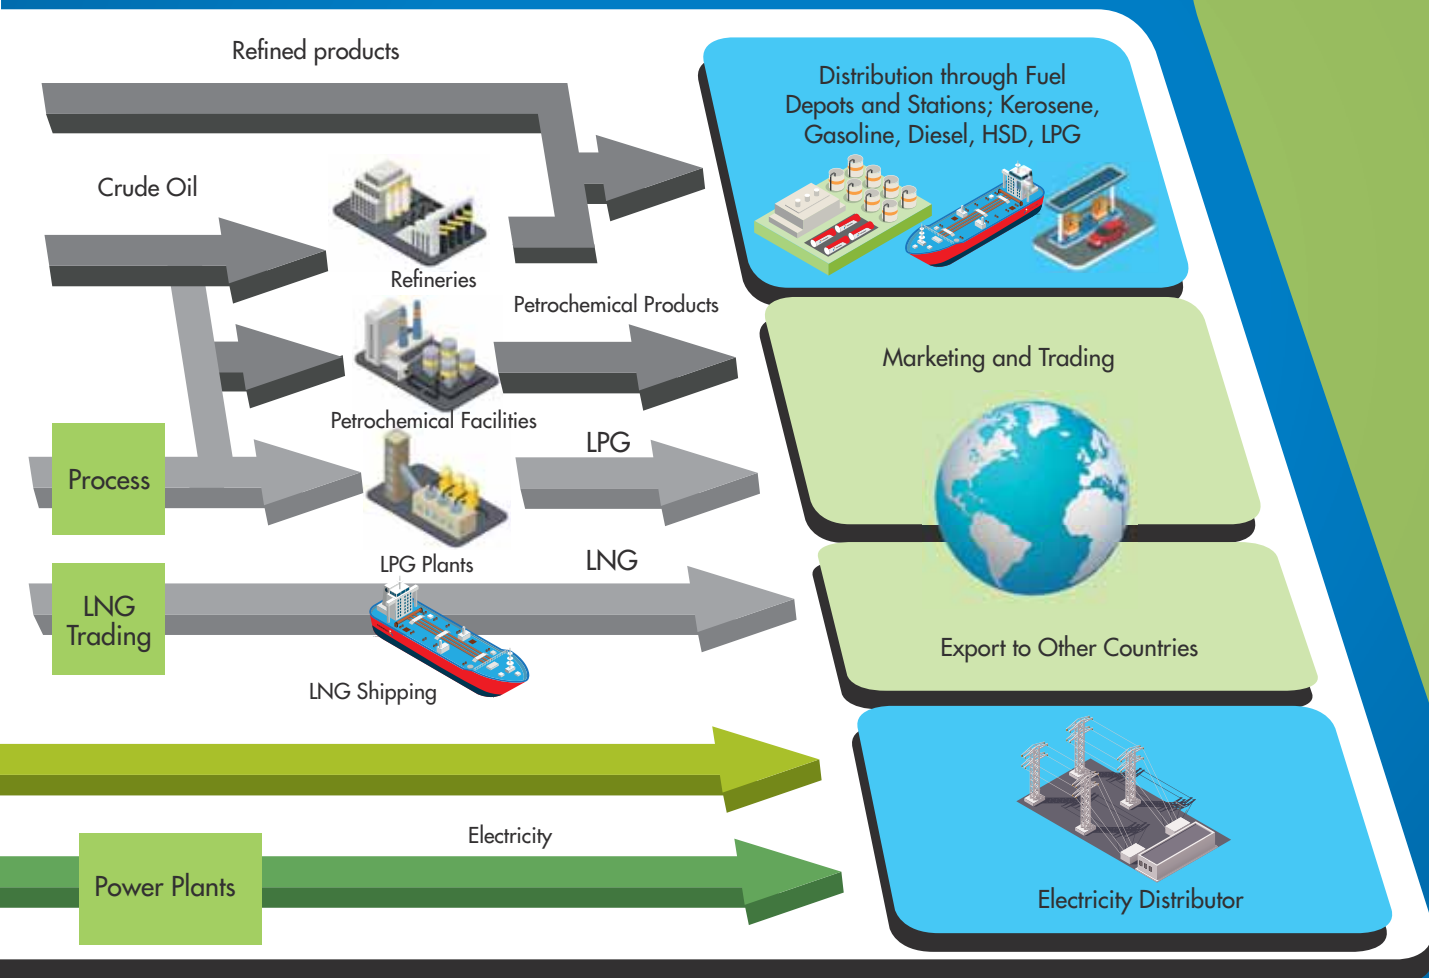 Refined products
Distribution through Fuel
Depots and Stations; Kerosene,
Gasoline, Diesel, HSD, LPG
Crude Oil
Refineries
Petrochemical Products
Marketing and Trading
Petrochemical Facilities
LPG
Process
LPG Plants
LNG
LNG
Trading
Export to Other Countries
LNG Shipping
Electricity
Power Plants
Electricity Distributor